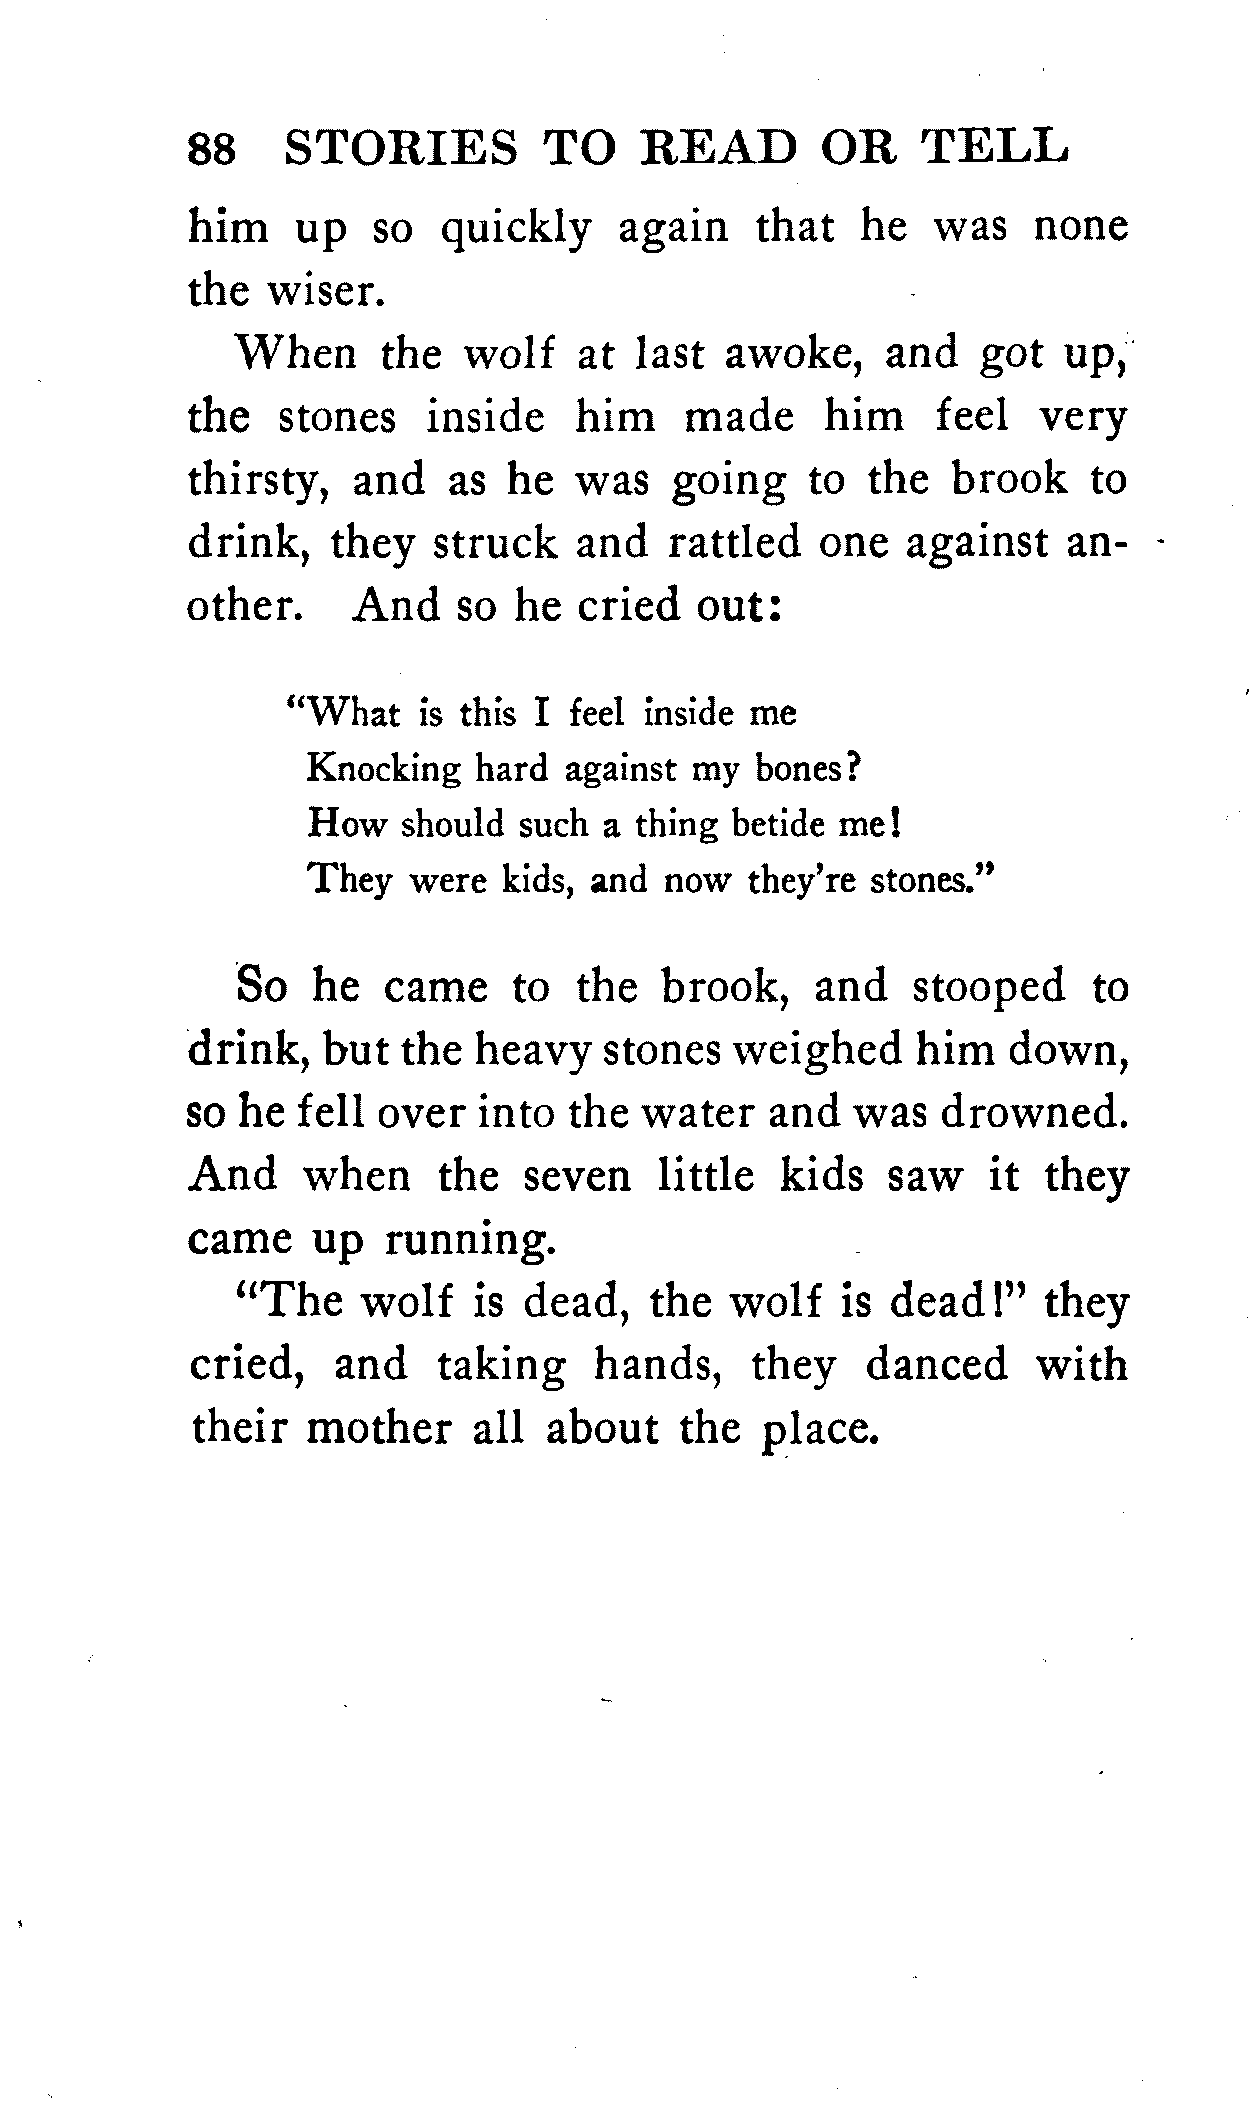 88 STORIES TO READ OR TELL
him up so quickly again that he was none
the wiser.
When the wolf at last awoke, and got up,
the stones inside him made him feel very
thirsty, and as he was going to the brook to
drink, they struck and rattled one against an-
other. And so he cried out:
"What is this I feel inside me
Knocking hard against my bones?
How should such a thing betide me!
They were kids, and now they're stones."
So he came to the brook, and stooped to
drink, but the heavy stones weighed him down,
so he fell over into the water and was drowned.
And when the seven little kids saw it they
came up running.
"The wolf is dead, the wolf is dead!" they
cried, and taking hands, they danced with
their mother all about the place.